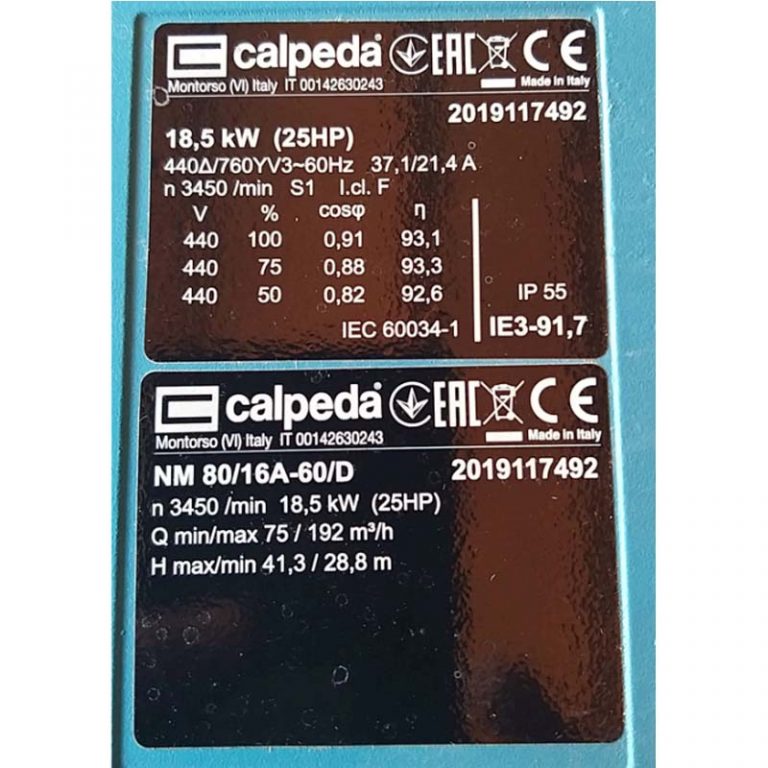 calpeda® EAC CE
Montorso (VI) Italy IT 00142630243 Made in Italy
2019117492
18,5 kW (25HP)
440Δ/760YV3~60Hz 37,1/21,4 A
n 3450 /min S1 I.cl. F
V % cosφ η
440 100 0,91 93,1
440 75 0,88 93,3
440 50 0,82 92,6 IP 55
IEC 60034-1 IE3-91,7
calpeda® EAC CE
Montorso (VI) Italy IT 00142630243 Made in Italy
NM 80/16A-60/D 2019117492
n 3450 /min 18,5 kW (25HP)
Q min/max 75 / 192 m³/h
H max/min 41,3 / 28,8 m